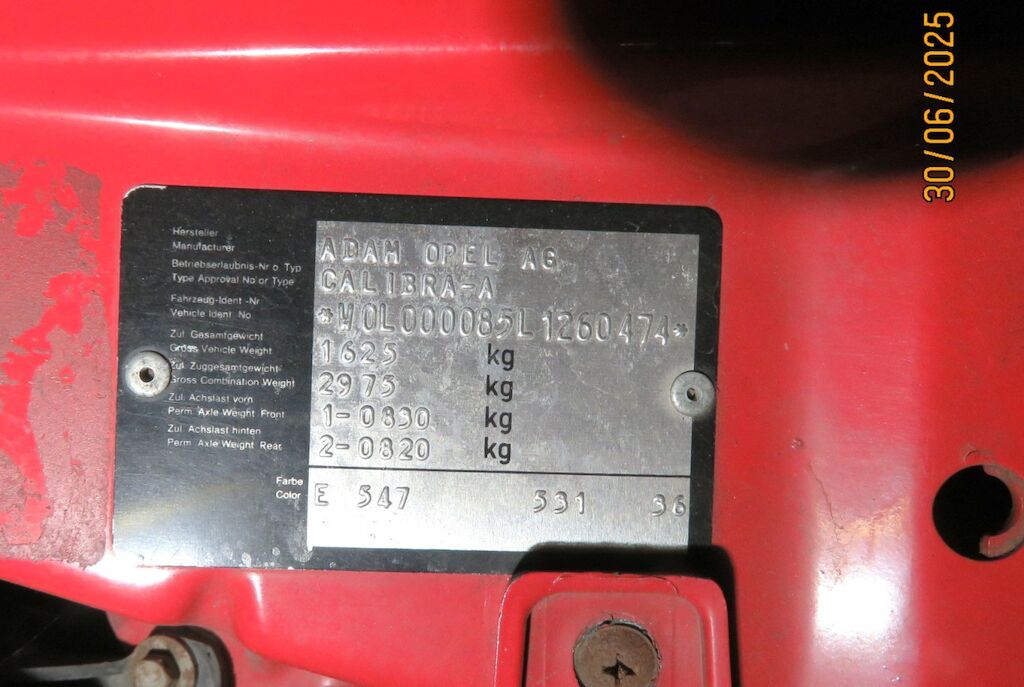 30/06/2025
Hersteller
Manufacturer
ADAM OPEL AG
Betriebserlaubnis-Nr o. Typ
Type Approval No or Type
CALIBRA-A
Fahrzeug-Ident.-Nr
Vehicle Ident. No
*W0L000085L1260474*
Zul. Gesamtgewicht
Gross Vehicle Weight
1625 kg
Zul. Zuggesamtgewicht
Gross Combination Weight
2975 kg
Zul. Achslast vorn
Perm. Axle Weight Front
1-0830 kg
Zul. Achslast hinten
Perm. Axle Weight Rear
2-0820 kg
Farbe
Color
E 547 531 36